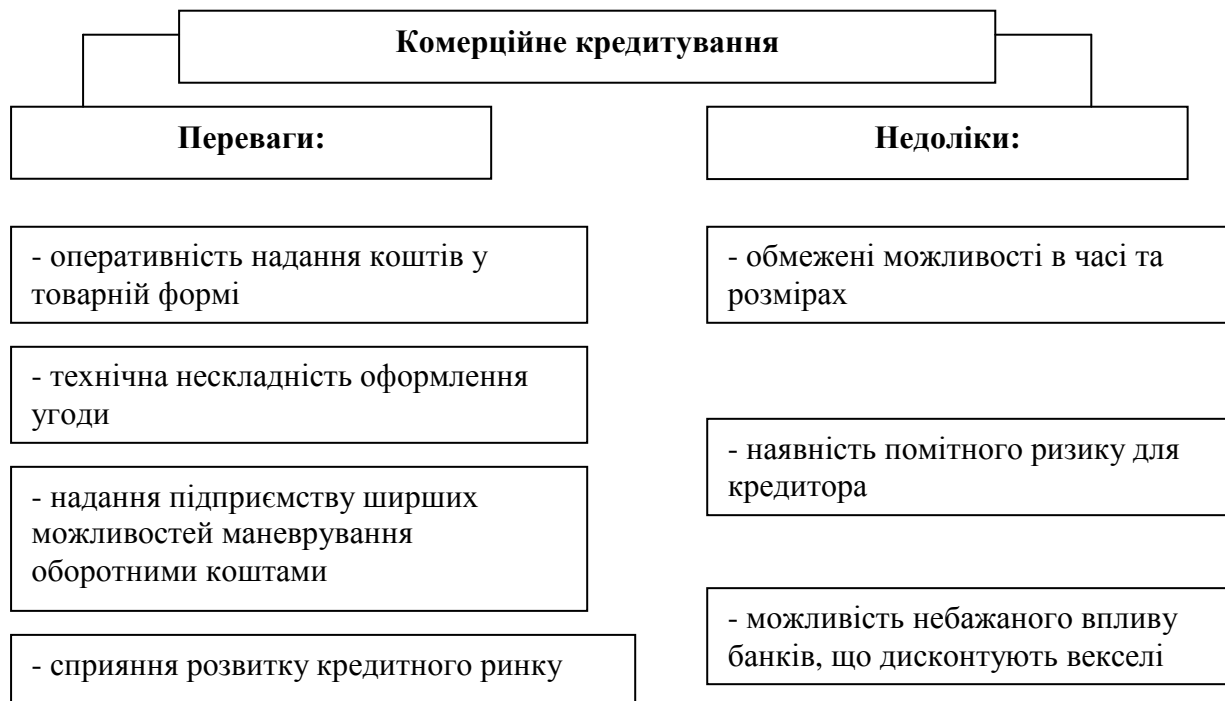 Комерційне кредитування
Переваги:
- оперативність надання коштів у
товарній формі
- технічна нескладність оформлення
угоди
- надання підприємству ширших
можливостей маневрування
оборотними коштами
- сприяння розвитку кредитного ринку
Недоліки:
- обмежені можливості в часі та
розмірах
- наявність помітного ризику для
кредитора
- можливість небажаного впливу
банків, що дисконтують векселі